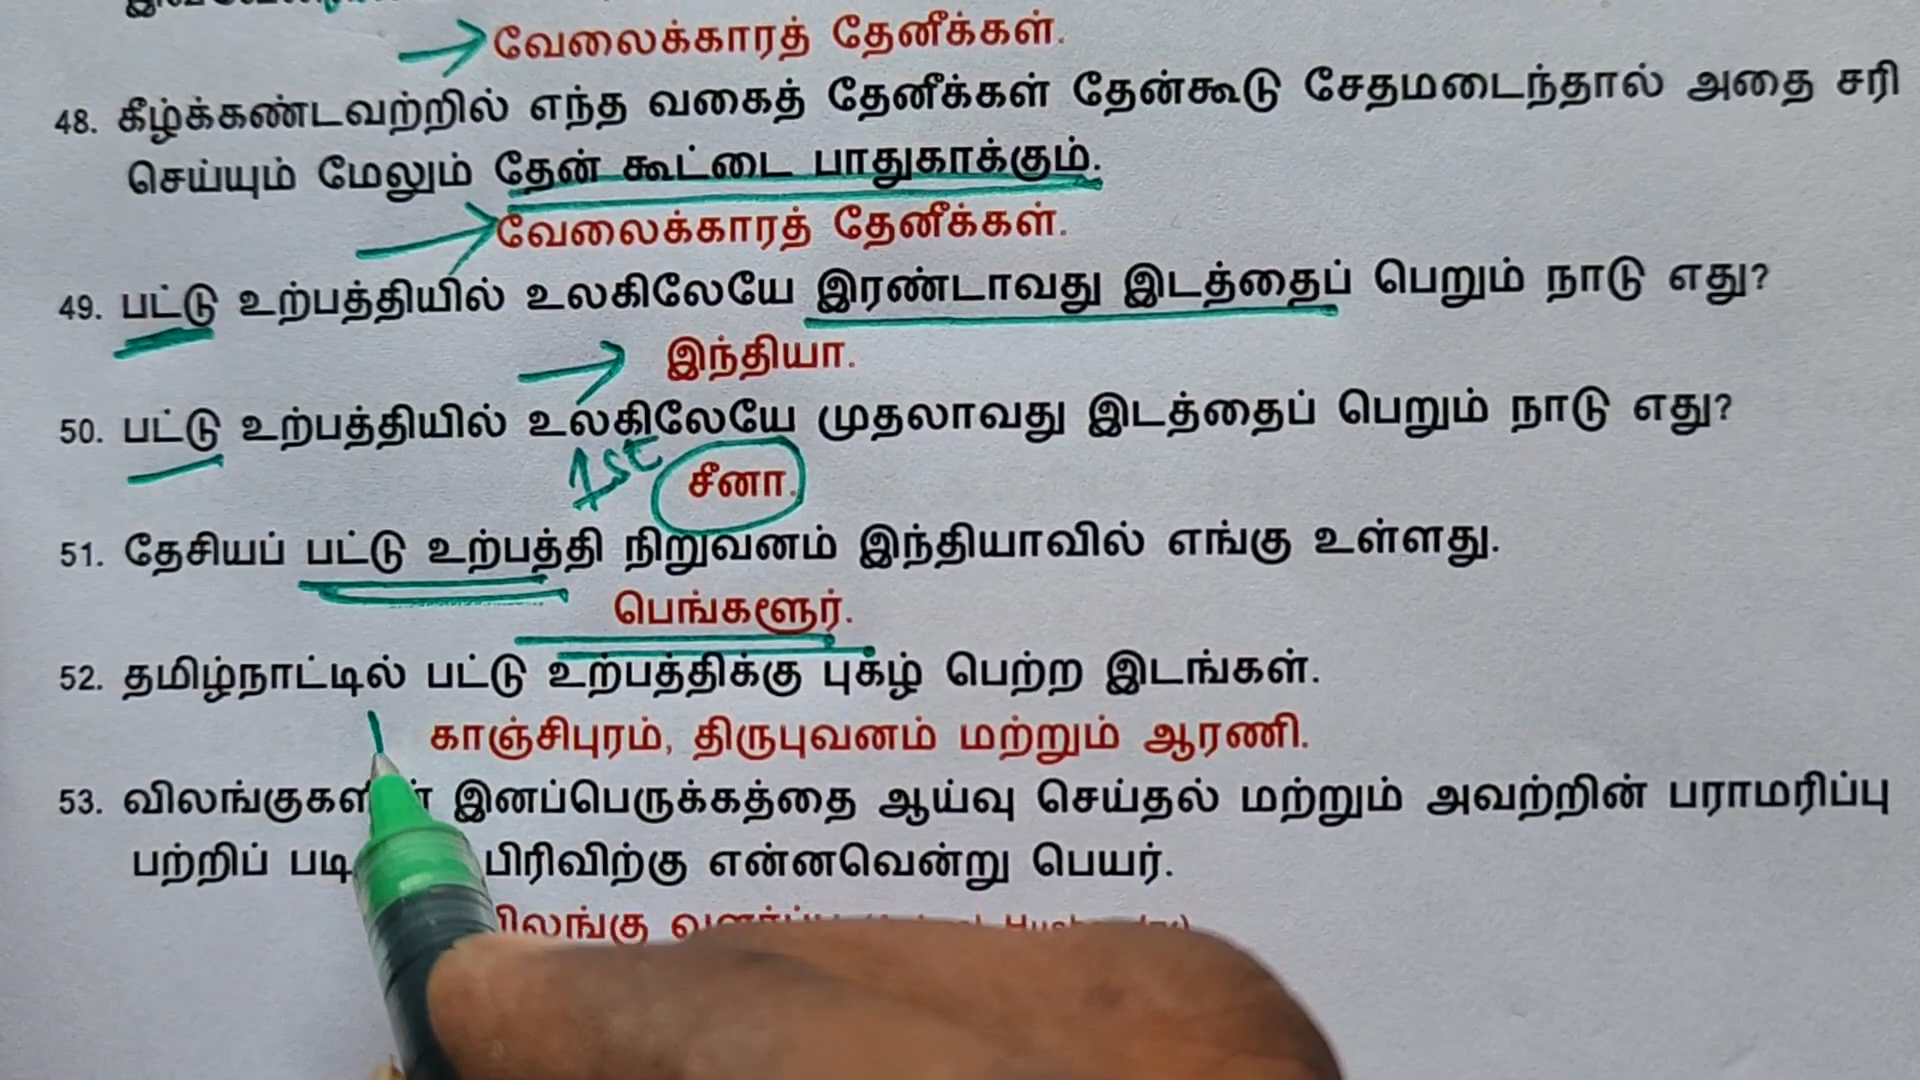 வேலைக்காரத் தேனீக்கள்.
48. கீழ்க்கண்டவற்றில் எந்த வகைத் தேனீக்கள் தேன்கூடு சேதமடைந்தால் அதை சரி
செய்யும் மேலும் தேன் கூட்டை பாதுகாக்கும்.
வேலைக்காரத் தேனீக்கள்.
49. பட்டு உற்பத்தியில் உலகிலேயே இரண்டாவது இடத்தைப் பெறும் நாடு எது?
இந்தியா.
50. பட்டு உற்பத்தியில் உலகிலேயே முதலாவது இடத்தைப் பெறும் நாடு எது?
1st சீனா.
51. தேசியப் பட்டு உற்பத்தி நிறுவனம் இந்தியாவில் எங்கு உள்ளது.
பெங்களூர்.
52. தமிழ்நாட்டில் பட்டு உற்பத்திக்கு புகழ் பெற்ற இடங்கள்.
காஞ்சிபுரம், திருபுவனம் மற்றும் ஆரணி.
53. இனப்பெருக்கத்தை ஆய்வு செய்தல் மற்றும் அவற்றின் பராமரிப்பு
பற்றிப் பிரிவிற்கு என்னவென்று பெயர்.